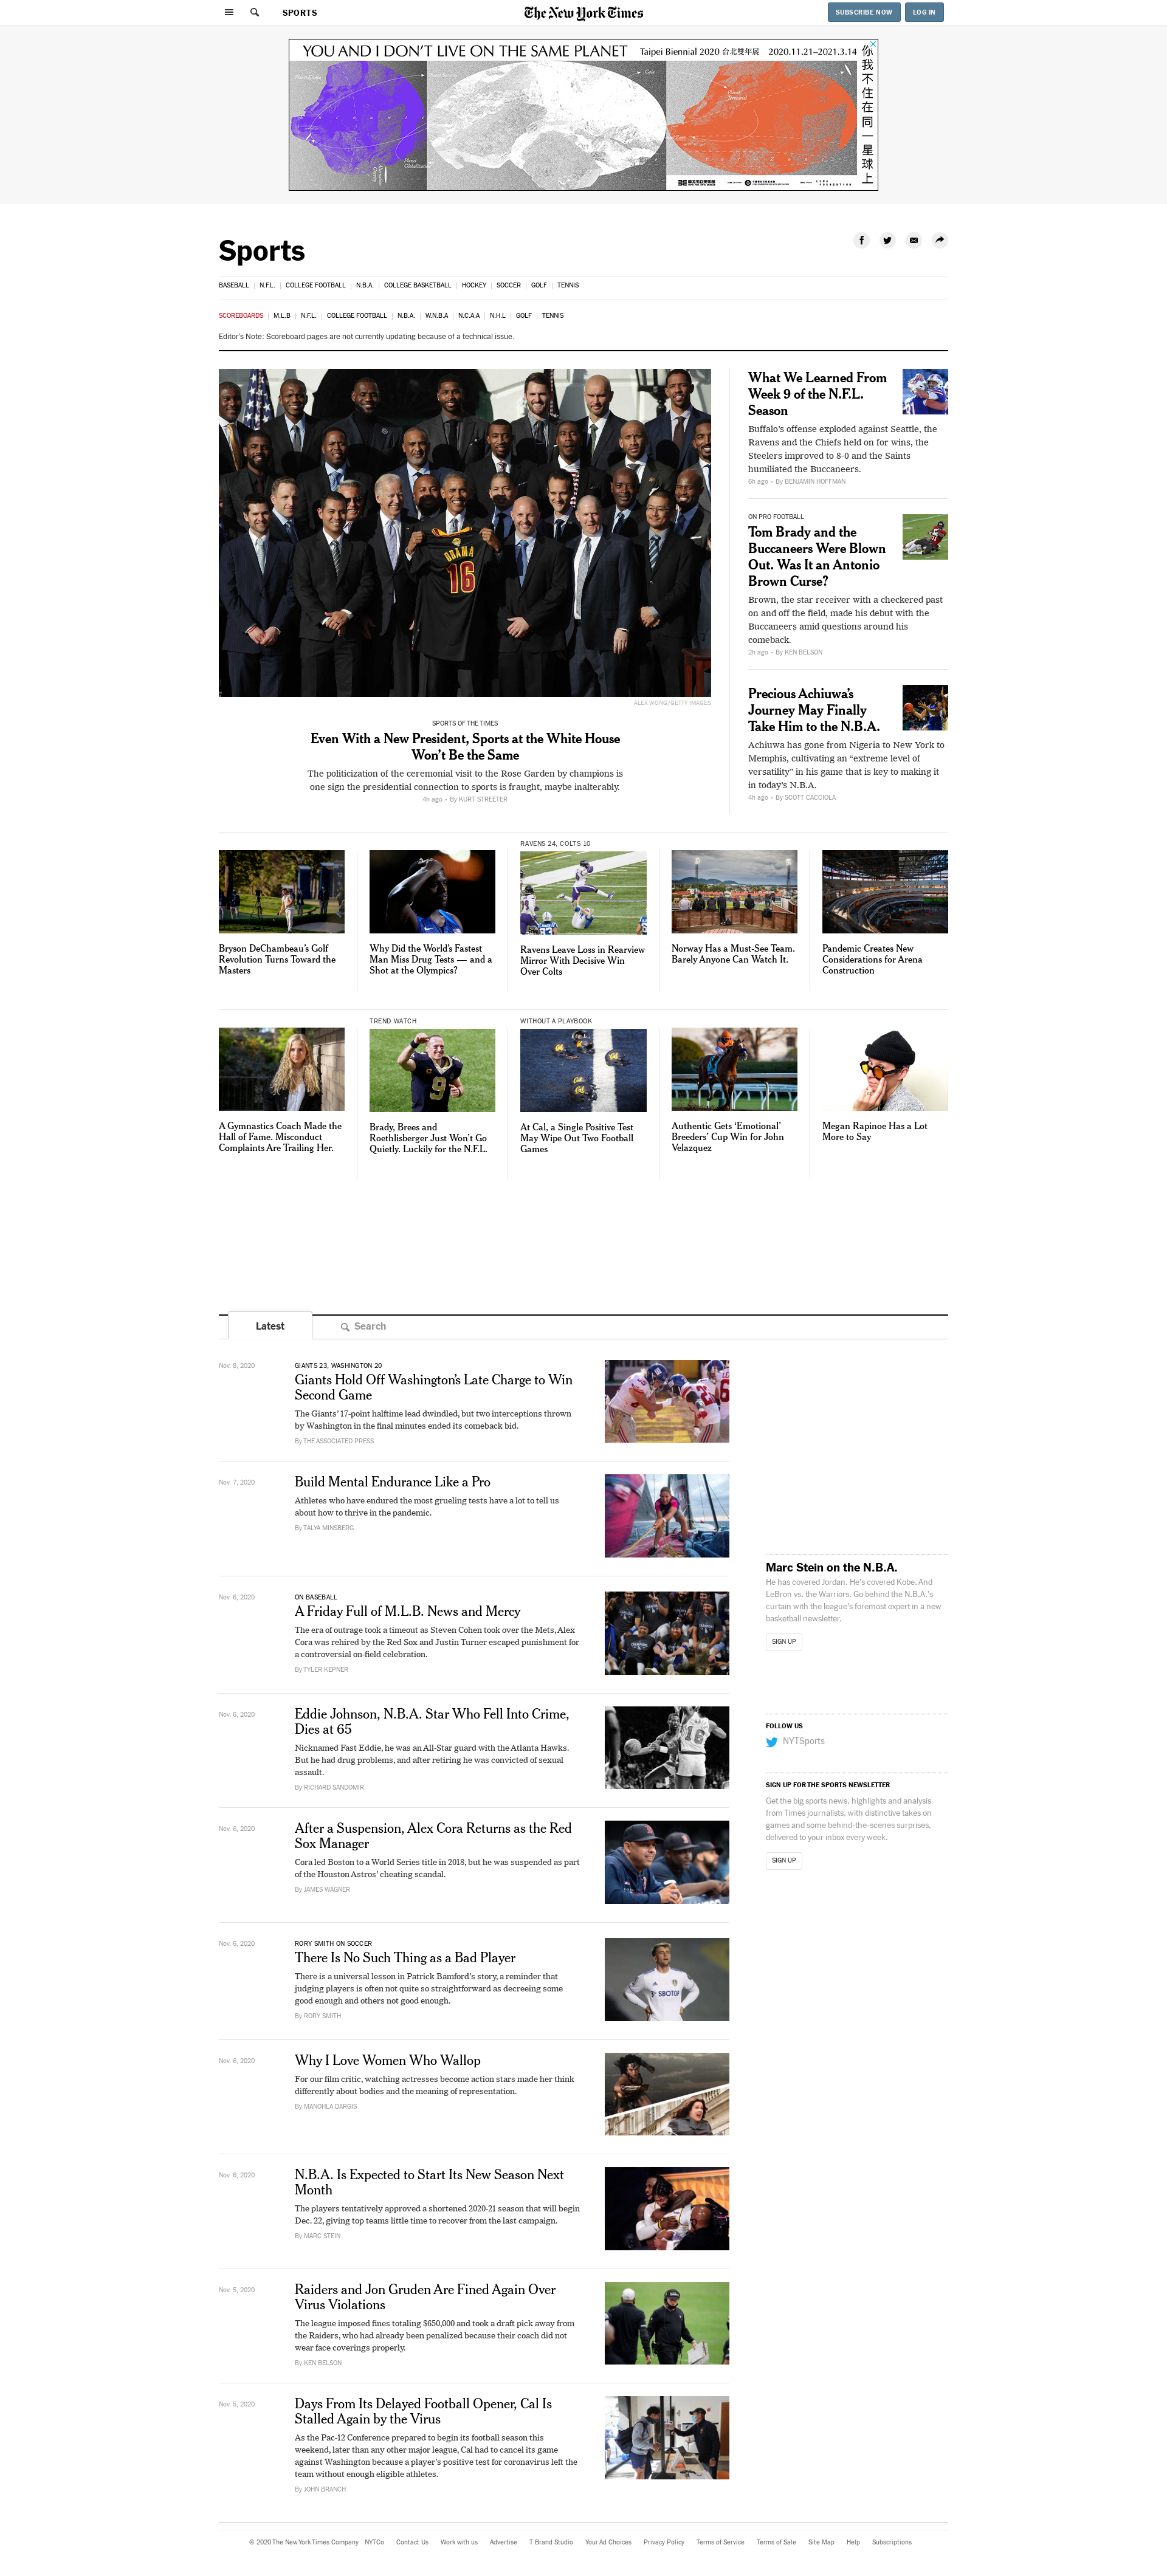 SPORTS
The New York Times
SUBSCRIBE NOW
LOG IN
YOU AND I DON'T LIVE ON THE SAME PLANET
Taipei Biennial 2020 台北雙年展
2020.11.21–2021.3.14
你我不住在同一星球上
Sports
BASEBALL
N.F.L.
COLLEGE FOOTBALL
N.B.A.
COLLEGE BASKETBALL
HOCKEY
SOCCER
GOLF
TENNIS
SCOREBOARDS
M.L.B
N.F.L.
COLLEGE FOOTBALL
N.B.A.
W.N.B.A
N.C.A.A
N.H.L
GOLF
TENNIS
Editor's Note: Scoreboard pages are not currently updating because of a technical issue.
OBAMA
16
ALEX WONG/GETTY IMAGES
SPORTS OF THE TIMES
Even With a New President, Sports at the White House
Won't Be the Same
The politicization of the ceremonial visit to the Rose Garden by champions is
one sign the presidential connection to sports is fraught, maybe inalterably.
4h ago • By KURT STREETER
What We Learned From
Week 9 of the N.F.L.
Season
Buffalo's offense exploded against Seattle, the
Ravens and the Chiefs held on for wins, the
Steelers improved to 8-0 and the Saints
humiliated the Buccaneers.
6h ago • By BENJAMIN HOFFMAN
ON PRO FOOTBALL
Tom Brady and the
Buccaneers Were Blown
Out. Was It an Antonio
Brown Curse?
Brown, the star receiver with a checkered past
on and off the field, made his debut with the
Buccaneers amid questions around his
comeback.
2h ago • By KEN BELSON
Precious Achiuwa's
Journey May Finally
Take Him to the N.B.A.
Achiuwa has gone from Nigeria to New York to
Memphis, cultivating an "extreme level of
versatility" in his game that is key to making it
in today's N.B.A.
4h ago • By SCOTT CACCIOLA
Bryson DeChambeau's Golf
Revolution Turns Toward the
Masters
Why Did the World's Fastest
Man Miss Drug Tests — and a
Shot at the Olympics?
RAVENS 24, COLTS 10
Ravens Leave Loss in Rearview
Mirror With Decisive Win
Over Colts
Norway Has a Must-See Team.
Barely Anyone Can Watch It.
Pandemic Creates New
Considerations for Arena
Construction
A Gymnastics Coach Made the
Hall of Fame. Misconduct
Complaints Are Trailing Her.
TREND WATCH
9
Brady, Brees and
Roethlisberger Just Won't Go
Quietly. Luckily for the N.F.L.
WITHOUT A PLAYBOOK
At Cal, a Single Positive Test
May Wipe Out Two Football
Games
Authentic Gets 'Emotional'
Breeders' Cup Win for John
Velazquez
Megan Rapinoe Has a Lot
More to Say
Latest
Search
Nov. 8, 2020
GIANTS 23, WASHINGTON 20
Giants Hold Off Washington's Late Charge to Win
Second Game
The Giants' 17-point halftime lead dwindled, but two interceptions thrown
by Washington in the final minutes ended its comeback bid.
By THE ASSOCIATED PRESS
Nov. 7, 2020
Build Mental Endurance Like a Pro
Athletes who have endured the most grueling tests have a lot to tell us
about how to thrive in the pandemic.
By TALYA MINSBERG
Nov. 6, 2020
ON BASEBALL
A Friday Full of M.L.B. News and Mercy
The era of outrage took a timeout as Steven Cohen took over the Mets, Alex
Cora was rehired by the Red Sox and Justin Turner escaped punishment for
a controversial on-field celebration.
By TYLER KEPNER
Nov. 6, 2020
Eddie Johnson, N.B.A. Star Who Fell Into Crime,
Dies at 65
Nicknamed Fast Eddie, he was an All-Star guard with the Atlanta Hawks.
But he had drug problems, and after retiring he was convicted of sexual
assault.
By RICHARD SANDOMIR
16
Nov. 6, 2020
After a Suspension, Alex Cora Returns as the Red
Sox Manager
Cora led Boston to a World Series title in 2018, but he was suspended as part
of the Houston Astros' cheating scandal.
By JAMES WAGNER
Nov. 6, 2020
RORY SMITH ON SOCCER
There Is No Such Thing as a Bad Player
There is a universal lesson in Patrick Bamford's story, a reminder that
judging players is often not quite so straightforward as decreeing some
good enough and others not good enough.
By RORY SMITH
SBOTOP
Nov. 6, 2020
Why I Love Women Who Wallop
For our film critic, watching actresses become action stars made her think
differently about bodies and the meaning of representation.
By MANOHLA DARGIS
Nov. 6, 2020
N.B.A. Is Expected to Start Its New Season Next
Month
The players tentatively approved a shortened 2020-21 season that will begin
Dec. 22, giving top teams little time to recover from the last campaign.
By MARC STEIN
Nov. 5, 2020
Raiders and Jon Gruden Are Fined Again Over
Virus Violations
The league imposed fines totaling $650,000 and took a draft pick away from
the Raiders, who had already been penalized because their coach did not
wear face coverings properly.
By KEN BELSON
Nov. 5, 2020
Days From Its Delayed Football Opener, Cal Is
Stalled Again by the Virus
As the Pac-12 Conference prepared to begin its football season this
weekend, later than any other major league, Cal had to cancel its game
against Washington because a player's positive test for coronavirus left the
team without enough eligible athletes.
By JOHN BRANCH
Marc Stein on the N.B.A.
He has covered Jordan. He's covered Kobe. And
LeBron vs. the Warriors. Go behind the N.B.A.'s
curtain with the league's foremost expert in a new
basketball newsletter.
SIGN UP
FOLLOW US
NYTSports
SIGN UP FOR THE SPORTS NEWSLETTER
Get the big sports news, highlights and analysis
from Times journalists, with distinctive takes on
games and some behind-the-scenes surprises,
delivered to your inbox every week.
SIGN UP
© 2020 The New York Times Company
NYTCo
Contact Us
Work with us
Advertise
T Brand Studio
Your Ad Choices
Privacy Policy
Terms of Service
Terms of Sale
Site Map
Help
Subscriptions